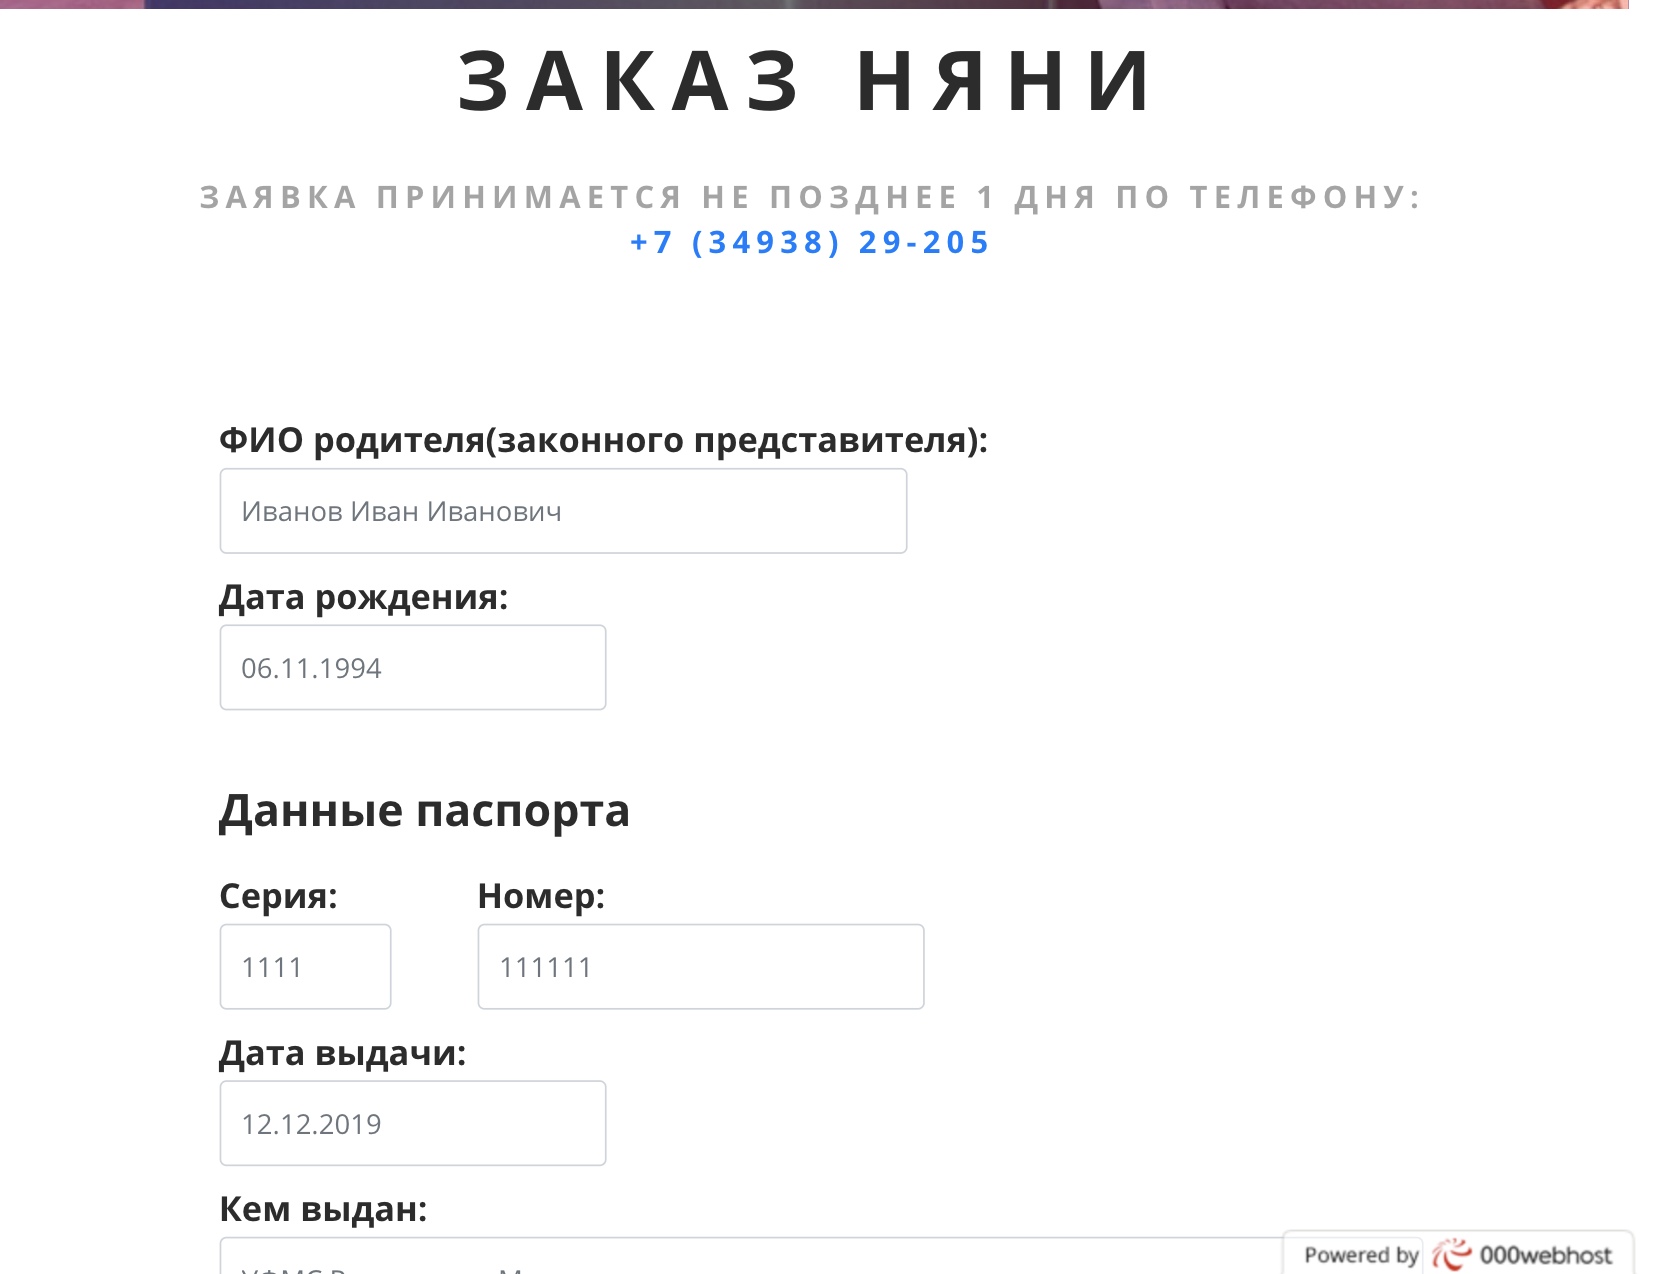 ЗАКАЗ НЯНИ
ЗАЯВКА ПРИНИМАЕТСЯ НЕ ПОЗДНЕЕ 1 ДНЯ ПО ТЕЛЕФОНУ:
+7 (34938) 29-205
ФИО родителя(законного представителя):
Иванов Иван Иванович
Дата рождения:
06.11.1994
Данные паспорта
Серия: Номер:
1111 111111
Дата выдачи:
12.12.2019
Кем выдан:
Powered by 000webhost